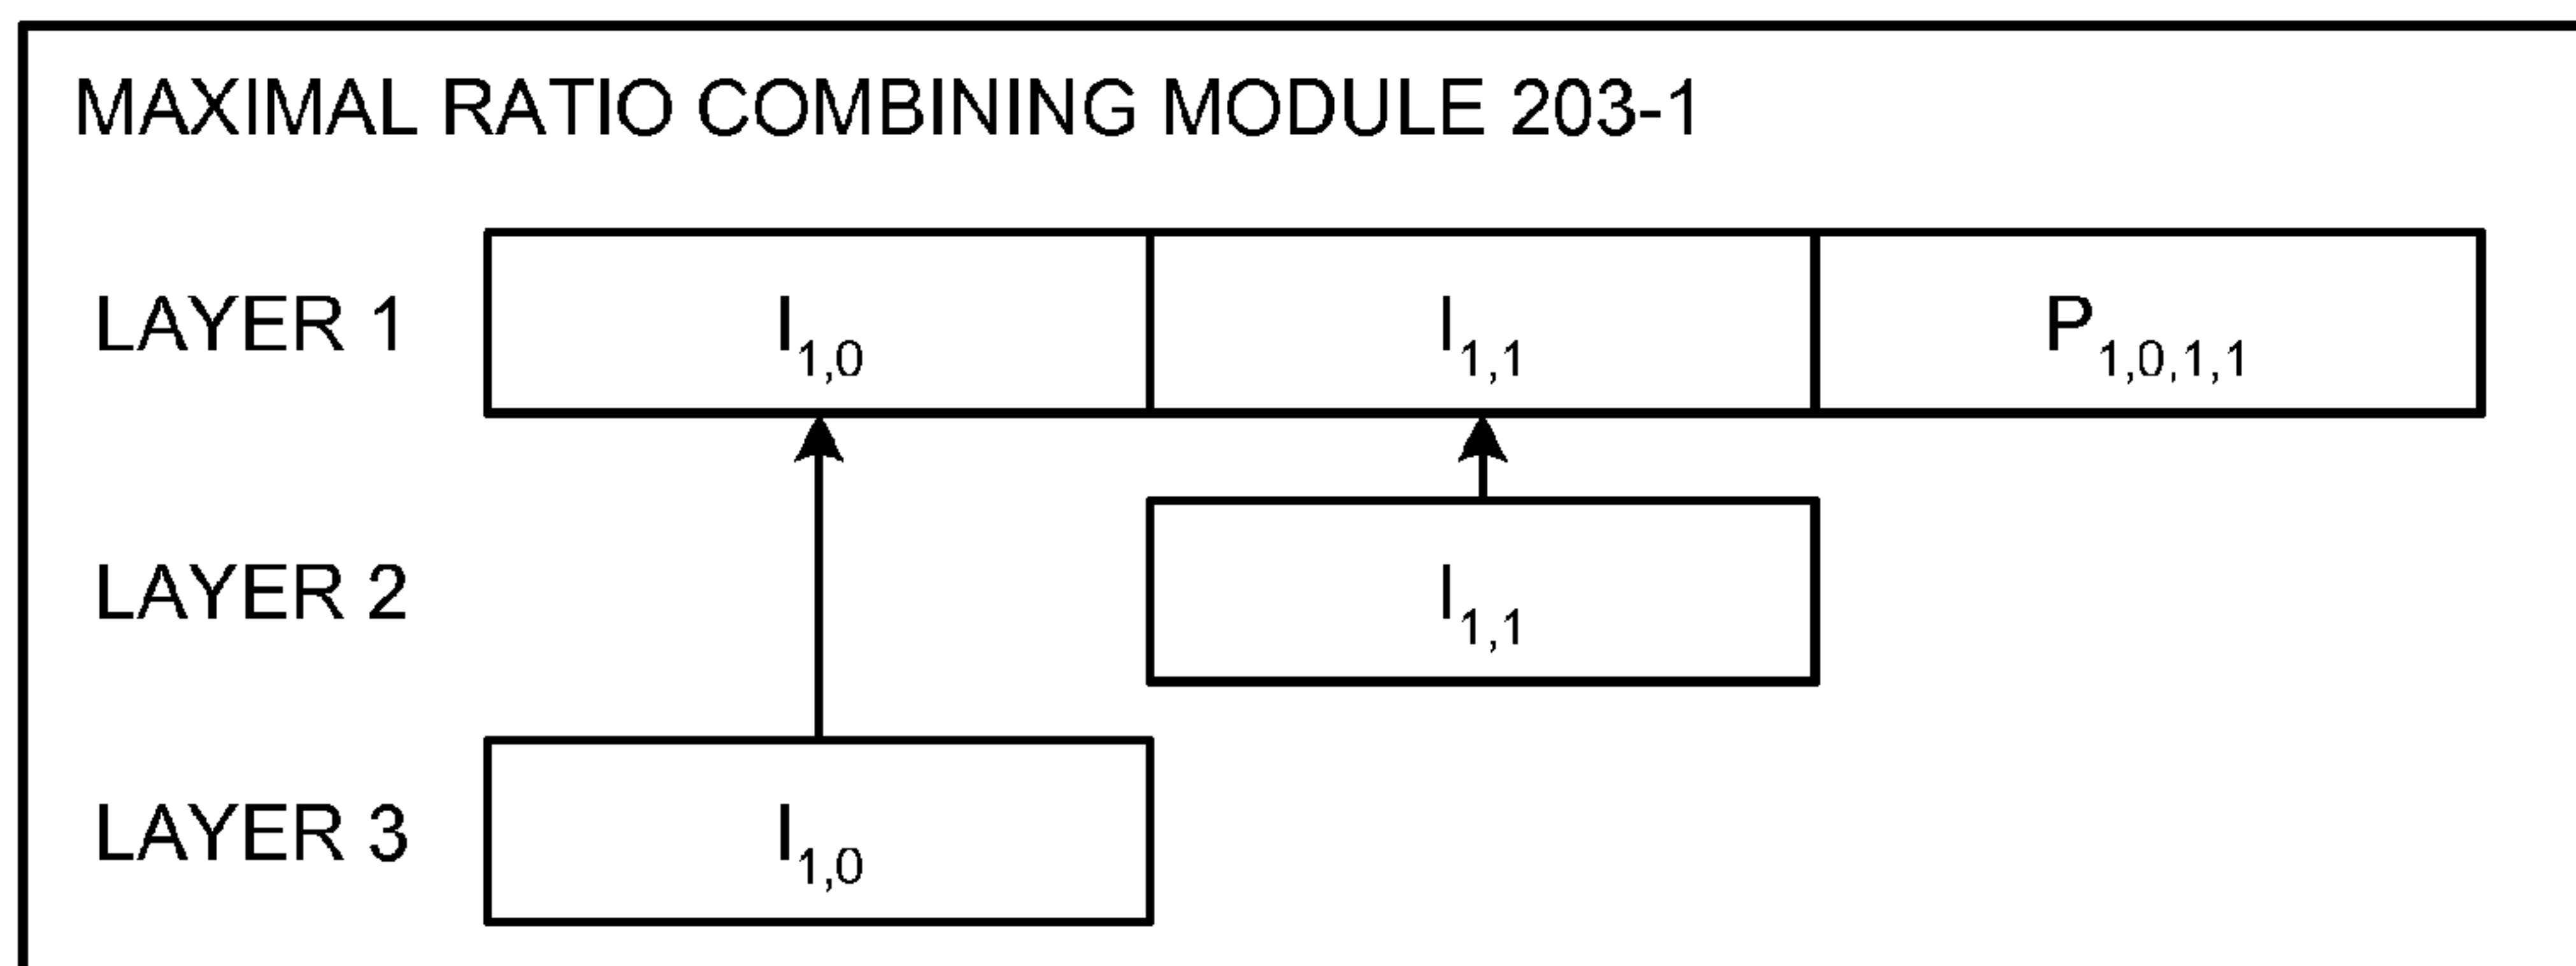 MAXIMAL RATIO COMBINING MODULE 203-1
LAYER 1 I1,0 I1,1 P1,0,1,1
LAYER 2 I1,1
LAYER 3 I1,0